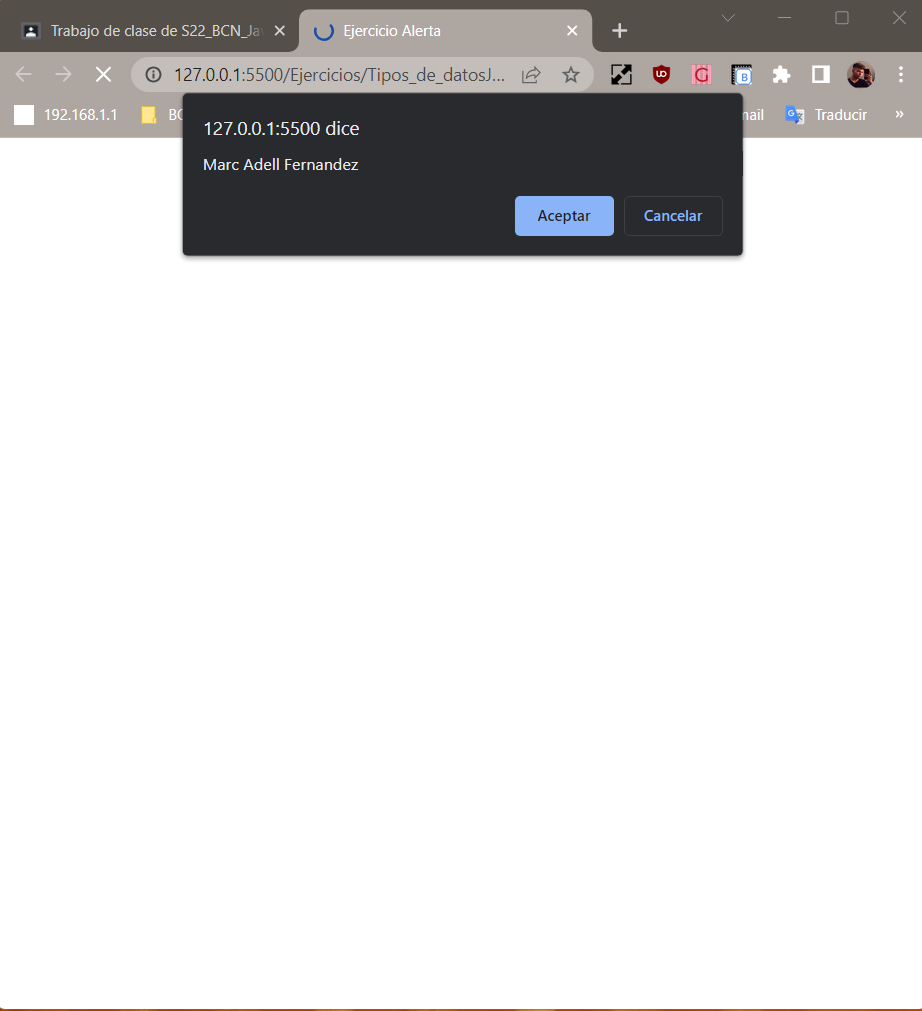 Trabajo de clase de S22_BCN_Ja
Ejercicio Alerta
127.0.0.1:5500/Ejercicios/Tipos_de_datosJ...
192.168.1.1
BC
mail
Traducir
»
127.0.0.1:5500 dice
Marc Adell Fernandez
Aceptar
Cancelar